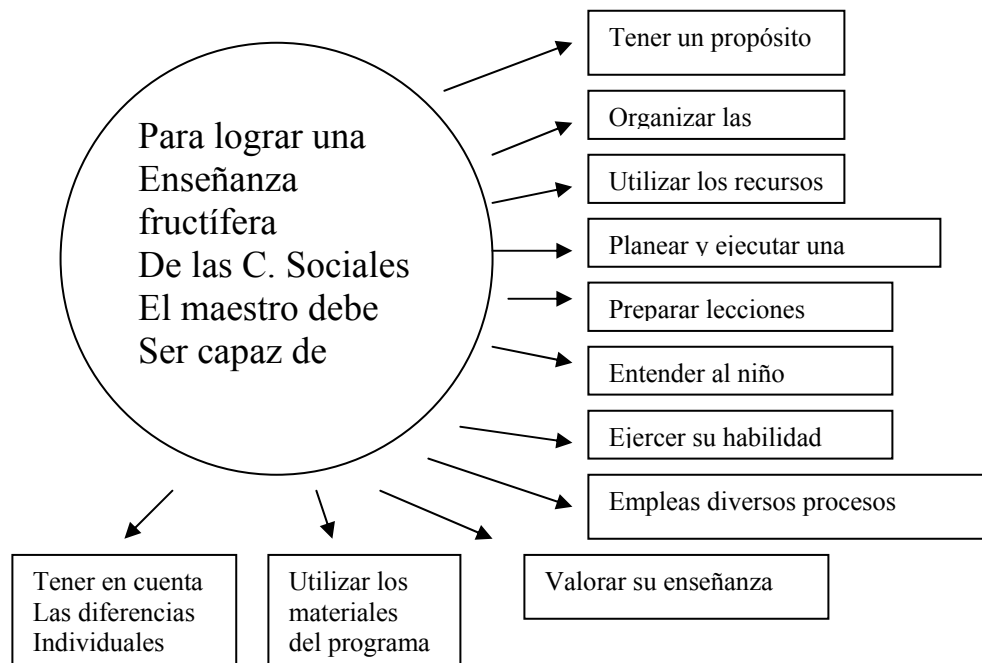 Para lograr una
Enseñanza
fructífera
De las C. Sociales
El maestro debe
Ser capaz de
Tener un propósito
Organizar las
Utilizar los recursos
Planear y ejecutar una
Preparar lecciones
Entender al niño
Ejercer su habilidad
Empleas diversos procesos
Valorar su enseñanza
Tener en cuenta
Las diferencias
Individuales
Utilizar los
materiales
del programa